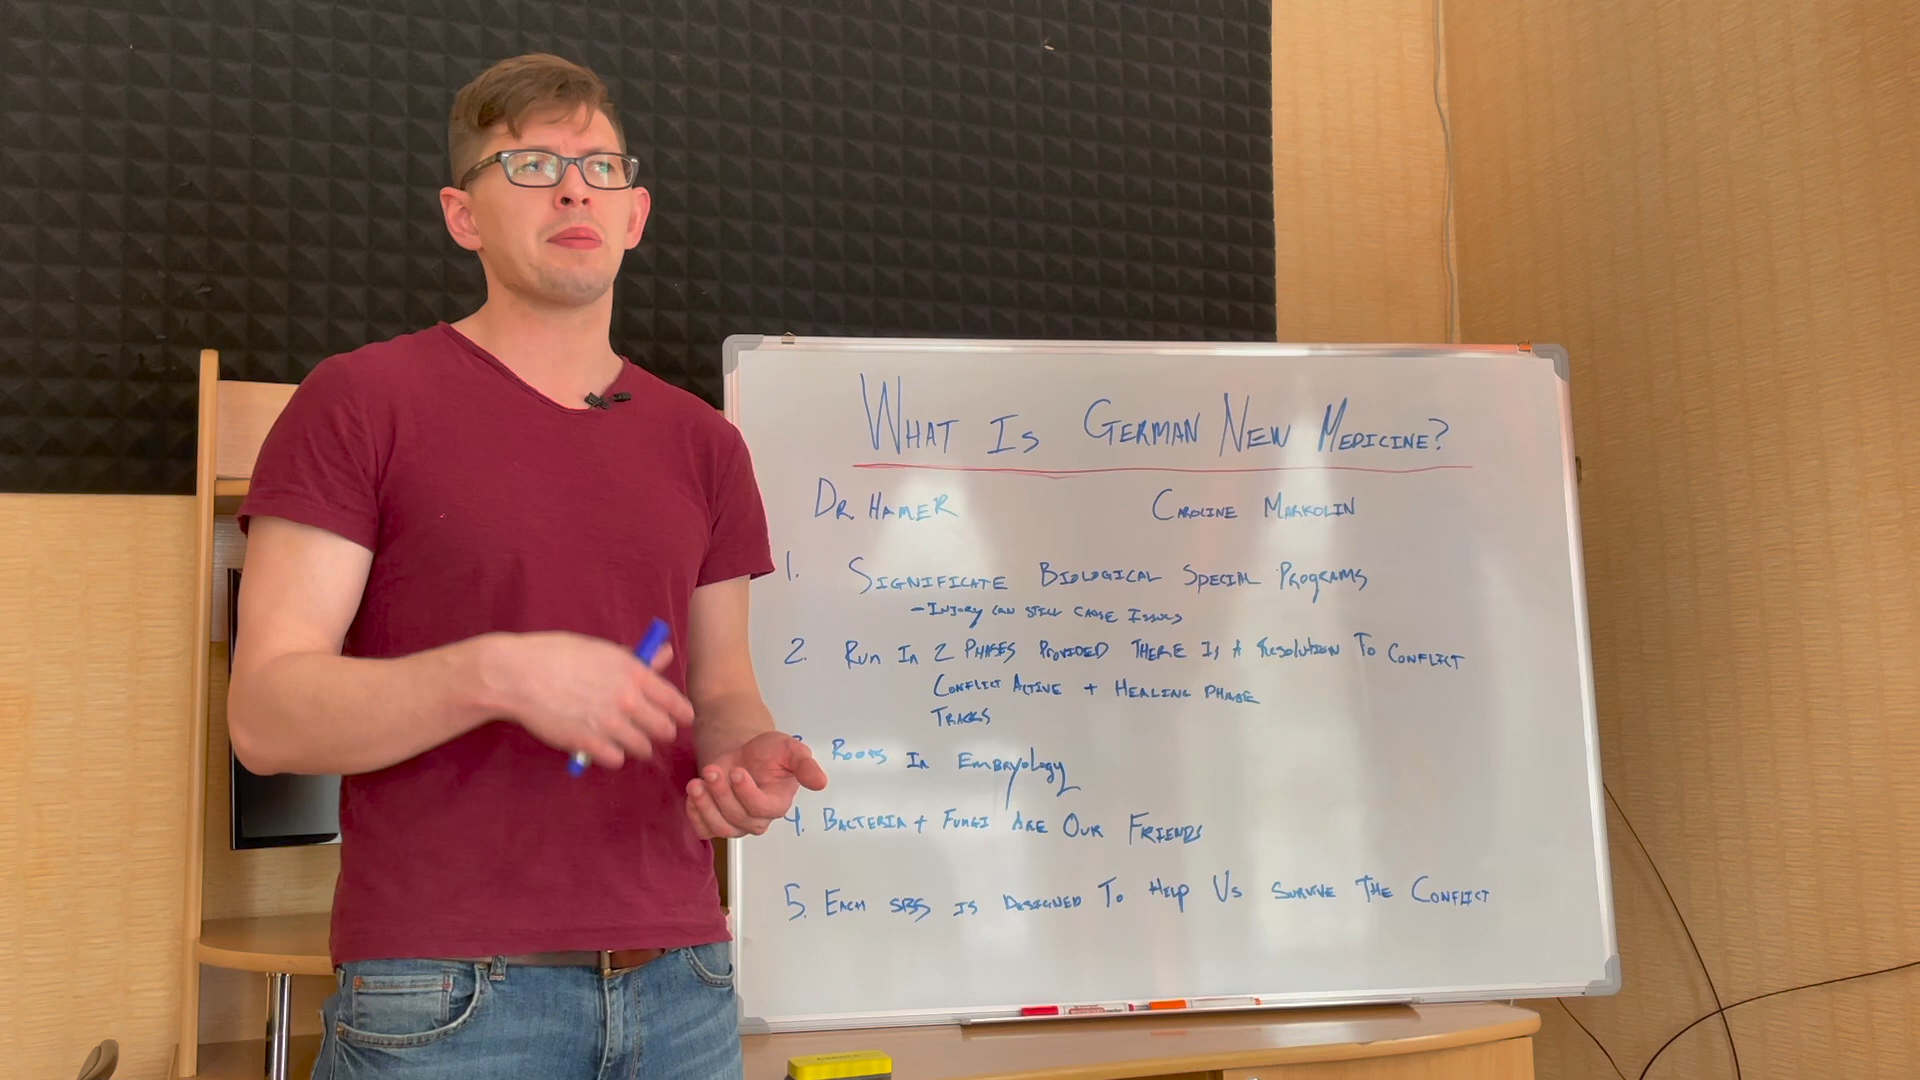 WHAT IS GERMAN NEW MEDICINE?
DR HAMER
CAROLINE MARKOLIN
1. SIGNIFICATE BIOLOGICAL SPECIAL PROGRAMS
- INJURY CAN STILL CAUSE ISSUES
2. RUN IN 2 PHASES PROVIDED THERE IS A RESOLUTION TO CONFLICT
CONFLICT ACTIVE + HEALING PHASE
TRACKS
ROOTS IN EMBRYOLOGY
4. BACTERIA + FUNGI ARE OUR FRIENDS
5. EACH SBS IS DESIGNED TO HELP US SURVIVE THE CONFLICT